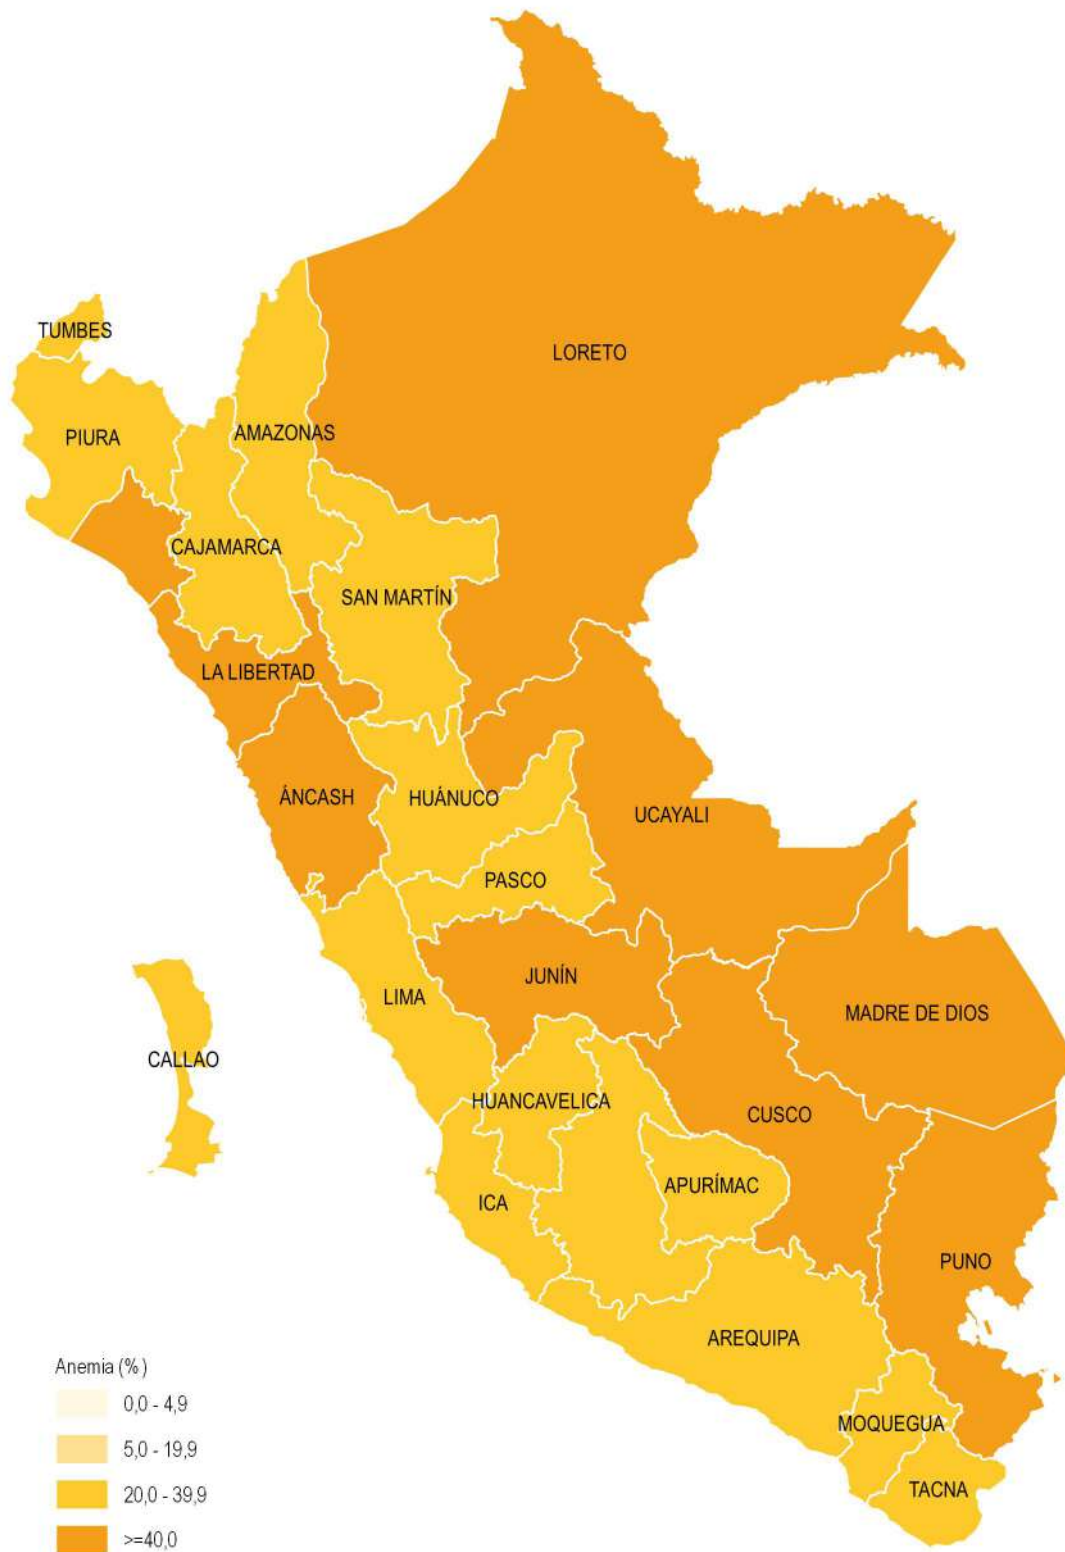 TUMBES
LORETO
PIURA
AMAZONAS
CAJAMARCA
SAN MARTÍN
LA LIBERTAD
ÁNCASH
HUÁNUCO
UCAYALI
PASCO
JUNÍN
LIMA
MADRE DE DIOS
CALLAO
HUANCAVELICA
CUSCO
APURÍMAC
ICA
PUNO
AREQUIPA
MOQUEGUA
TACNA
Anemia (%)
0,0 - 4,9
5,0 - 19,9
20,0 - 39,9
>=40,0